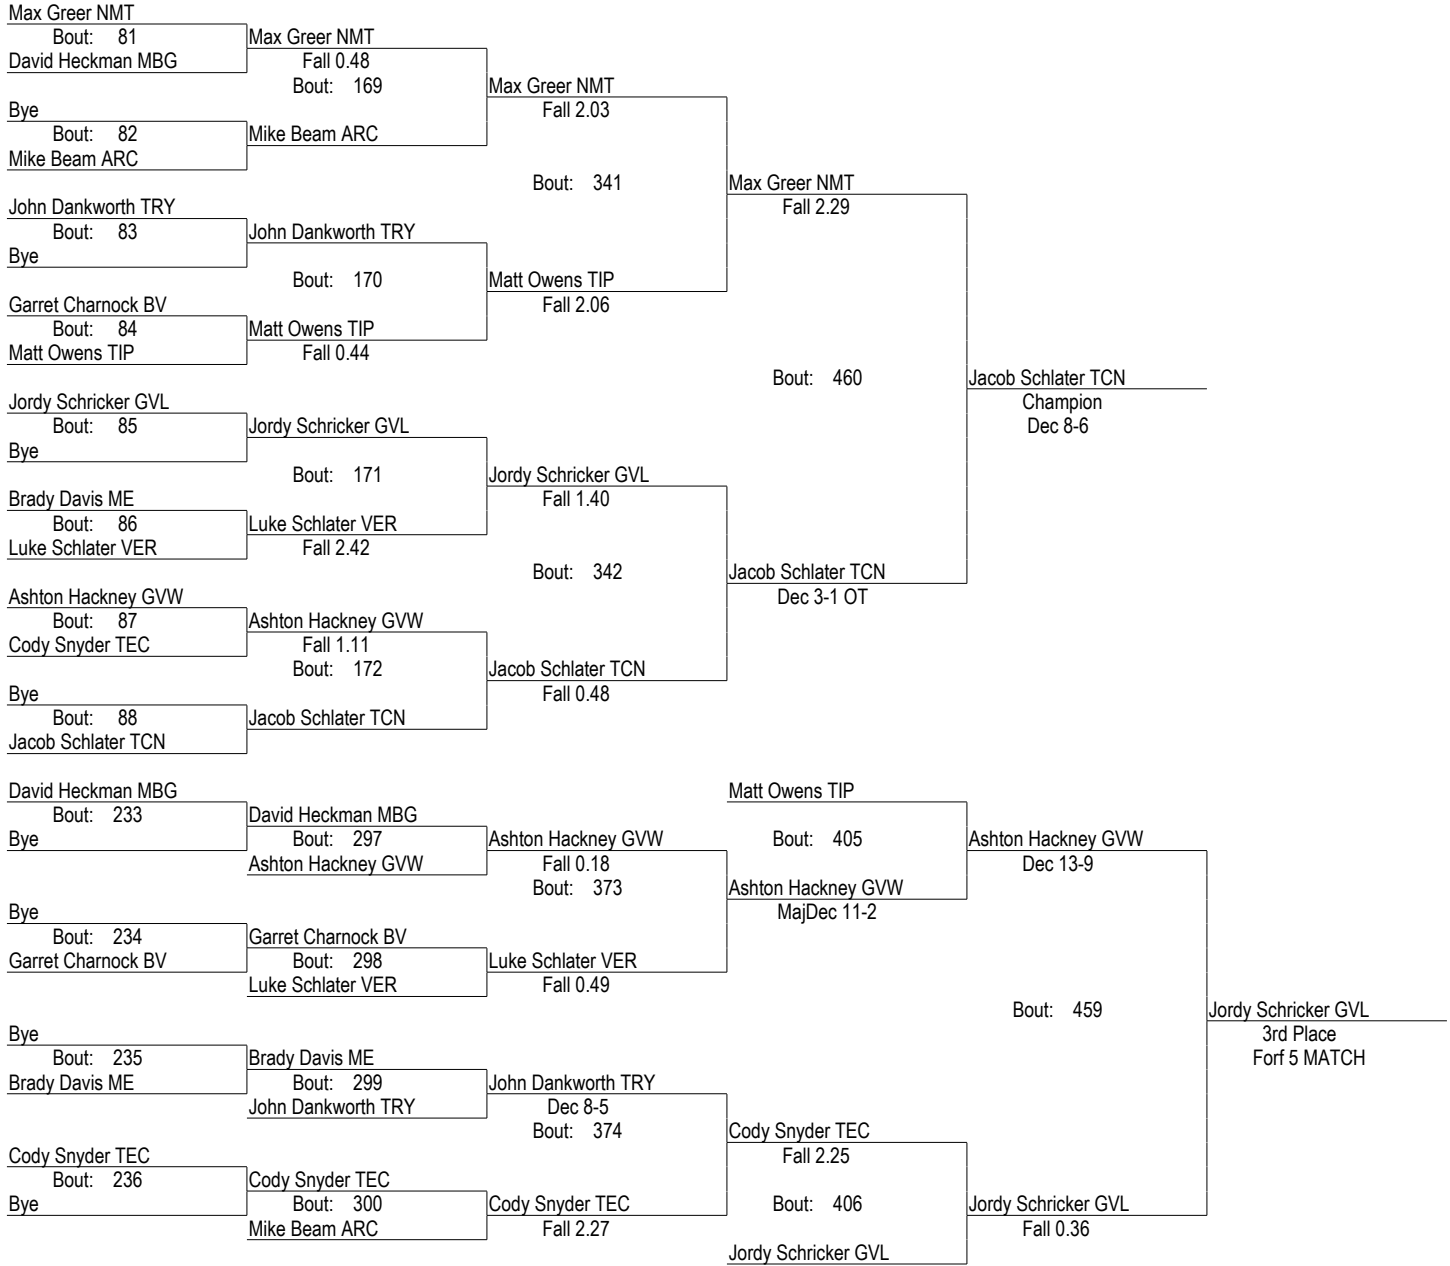 Max Greer NMT
Bout: 81
Max Greer NMT
David Heckman MBG
Fall 0.48
Bout: 169
Max Greer NMT
Bye
Fall 2.03
Bout: 82
Mike Beam ARC
Mike Beam ARC
Bout: 341
Max Greer NMT
John Dankworth TRY
Fall 2.29
Bout: 83
John Dankworth TRY
Bye
Bout: 170
Matt Owens TIP
Garret Charnock BV
Fall 2.06
Bout: 84
Matt Owens TIP
Matt Owens TIP
Fall 0.44
Bout: 460
Jacob Schlater TCN
Jordy Schricker GVL
Champion
Bout: 85
Jordy Schricker GVL
Dec 8-6
Bye
Bout: 171
Jordy Schricker GVL
Brady Davis ME
Fall 1.40
Bout: 86
Luke Schlater VER
Luke Schlater VER
Fall 2.42
Bout: 342
Jacob Schlater TCN
Ashton Hackney GVW
Dec 3-1 OT
Bout: 87
Ashton Hackney GVW
Cody Snyder TEC
Fall 1.11
Bout: 172
Jacob Schlater TCN
Bye
Fall 0.48
Bout: 88
Jacob Schlater TCN
Jacob Schlater TCN
David Heckman MBG
Matt Owens TIP
Bout: 233
David Heckman MBG
Bye
Bout: 297
Ashton Hackney GVW
Bout: 405
Ashton Hackney GVW
Ashton Hackney GVW
Fall 0.18
Dec 13-9
Bout: 373
Ashton Hackney GVW
Bye
MajDec 11-2
Bout: 234
Garret Charnock BV
Garret Charnock BV
Bout: 298
Luke Schlater VER
Luke Schlater VER
Fall 0.49
Bout: 459
Jordy Schricker GVL
Bye
3rd Place
Bout: 235
Brady Davis ME
Forf 5 MATCH
Brady Davis ME
Bout: 299
John Dankworth TRY
John Dankworth TRY
Dec 8-5
Bout: 374
Cody Snyder TEC
Cody Snyder TEC
Fall 2.25
Bout: 236
Cody Snyder TEC
Bye
Bout: 300
Cody Snyder TEC
Bout: 406
Jordy Schricker GVL
Mike Beam ARC
Fall 2.27
Fall 0.36
Jordy Schricker GVL